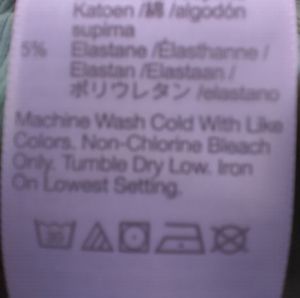 Katoen /綿 /algodón
supima
5% Elastane /Élasthanne /
Elastan /Elastaan /
ポリウレタン /elastano
Machine Wash Cold With Like
Colors. Non-Chlorine Bleach
Only. Tumble Dry Low. Iron
On Lowest Setting.